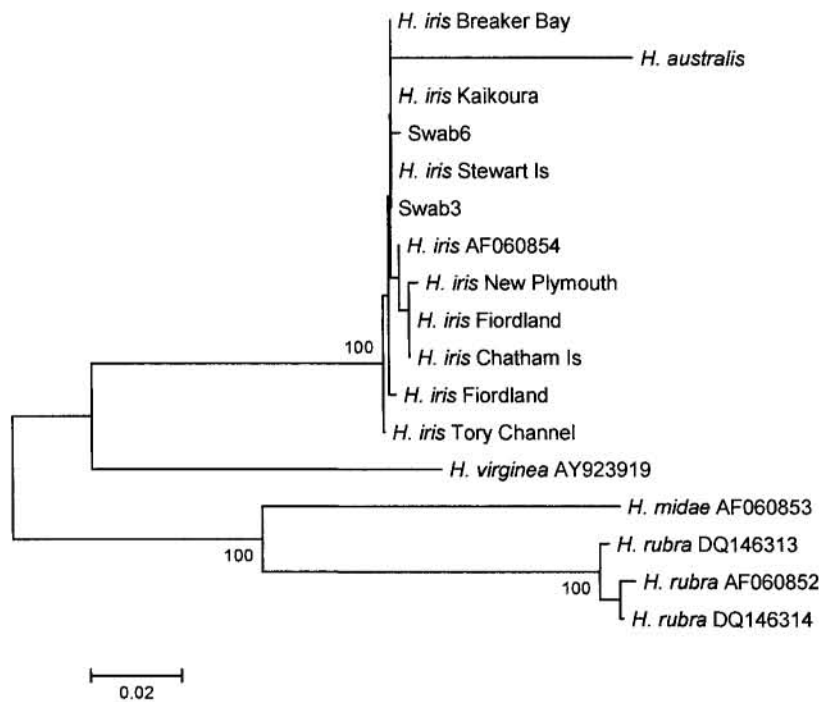 H. iris Breaker Bay
H. australis
H. iris Kaikoura
Swab6
H. iris Stewart Is
Swab3
H. iris AF060854
H. iris New Plymouth
H. iris Fiordland
100
H. iris Chatham Is
H. iris Fiordland
H. iris Tory Channel
H. virginea AY923919
H. midae AF060853
100
H. rubra DQ146313
100
H. rubra AF060852
H. rubra DQ146314
0.02